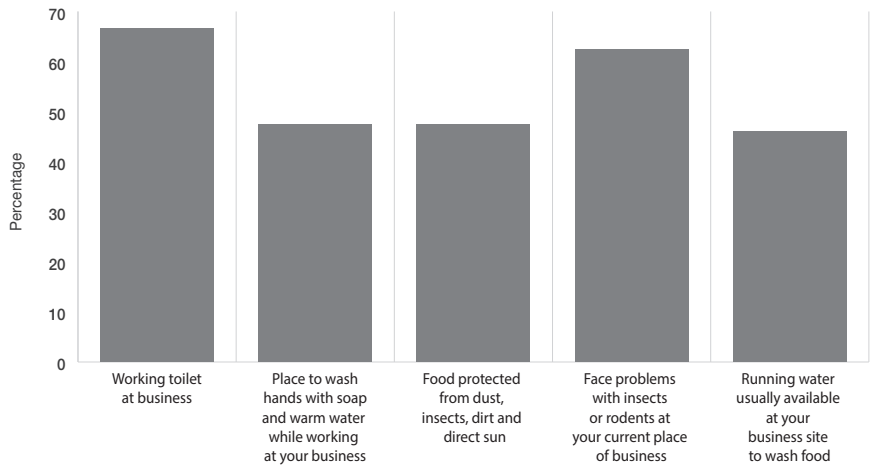 70
60
50
40
30
20
10
0
Percentage
Working toilet
at business
Place to wash
hands with soap
and warm water
while working
at your business
Food protected
from dust,
insects, dirt and
direct sun
Face problems
with insects
or rodents at
your current place
of business
Running water
usually available
at your
business site
to wash food